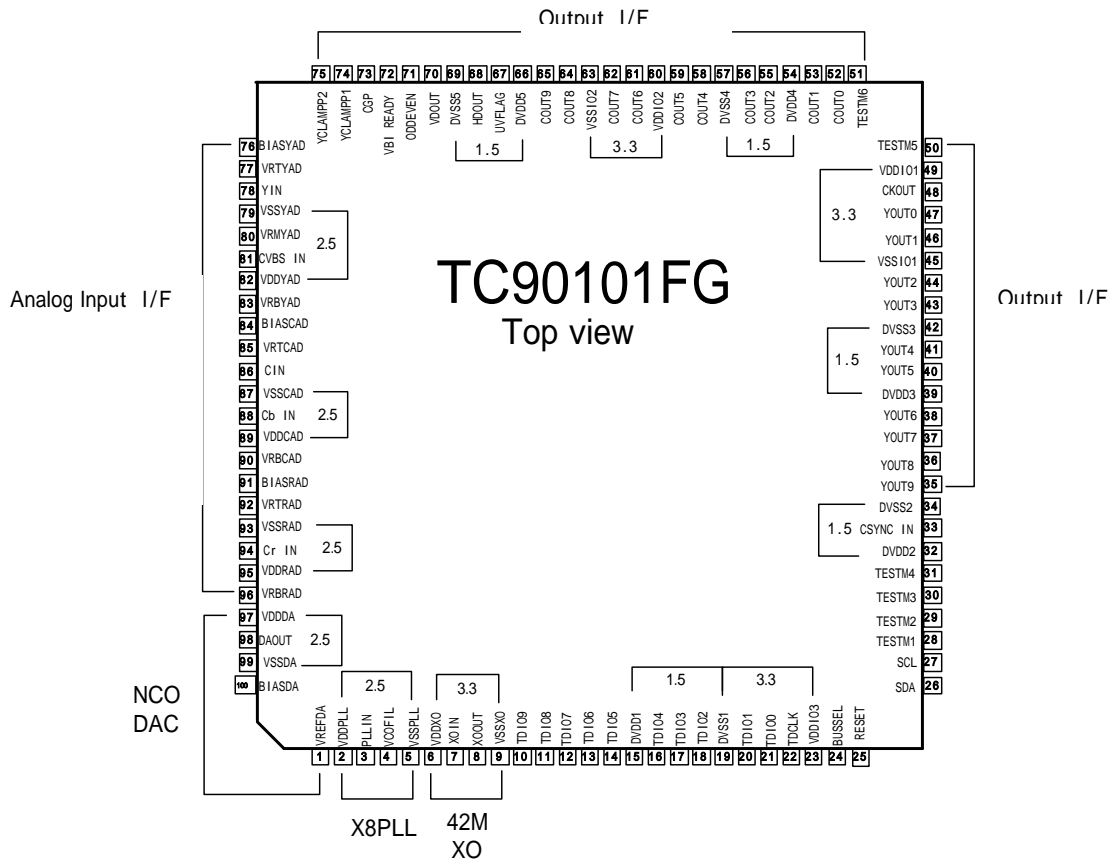 Output I/F
75 74 73 72 71 70 69 68 67 66 65 64 63 62 61 60 59 58 57 56 55 54 53 52 51
YCLAMPP2
YCLAMPP1
CGP
VBI READY
ODDEVEN
VDOUT
DVSS5
HDOUT
UVFLAG
DVDD5
COUT9
COUT8
VSSIO2
COUT7
COUT6
VDDIO2
COUT5
COUT4
DVSS4
COUT3
COUT2
DVDD4
COUT1
COUT0
TESTM6
1.5
3.3
1.5
Analog Input I/F
76 BIASYAD
77 VRTYAD
78 YIN
79 VSSYAD
80 VRMYAD
81 CVBS IN
82 VDDYAD
83 VRBYAD
84 BIASCAD
85 VRTCAD
86 CIN
87 VSSCAD
88 Cb IN
89 VDDCAD
90 VRBCAD
91 BIASRAD
92 VRTRAD
93 VSSRAD
94 Cr IN
95 VDDRAD
96 VRBRAD
97 VDDDA
98 DAOUT
99 VSSDA
100 BIASDA
2.5
2.5
2.5
2.5
NCO
DAC
TC90101FG
Top view
TESTM5 50
VDDIO1 49
CKOUT 48
YOUT0 47
YOUT1 46
VSSIO1 45
YOUT2 44
YOUT3 43
DVSS3 42
YOUT4 41
YOUT5 40
DVDD3 39
YOUT6 38
YOUT7 37
YOUT8 36
YOUT9 35
DVSS2 34
CSYNC IN 33
DVDD2 32
TESTM4 31
TESTM3 30
TESTM2 29
TESTM1 28
SCL 27
SDA 26
3.3
1.5
1.5
Output I/F
2.5
3.3
1.5
3.3
VREFDA
VDDPLL
PLLIN
VCOFIL
VSSPLL
VDDXO
XOIN
XOOUT
VSSXO
TDIO9
TDIO8
TDIO7
TDIO6
TDIO5
DVDD1
TDIO4
TDIO3
TDIO2
DVSS1
TDIO1
TDIO0
TDCLK
VDDIO3
BUSSEL
RESET
1 2 3 4 5 6 7 8 9 10 11 12 13 14 15 16 17 18 19 20 21 22 23 24 25
X8PLL
42M
XO